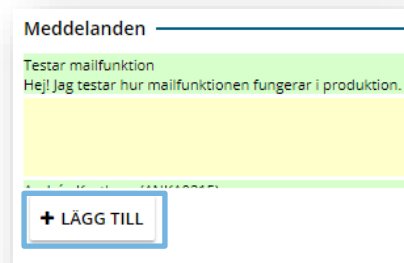 Meddelanden
Testar mailfunktion
Hej! Jag testar hur mailfunktionen fungerar i produktion.
+ LÄGG TILL